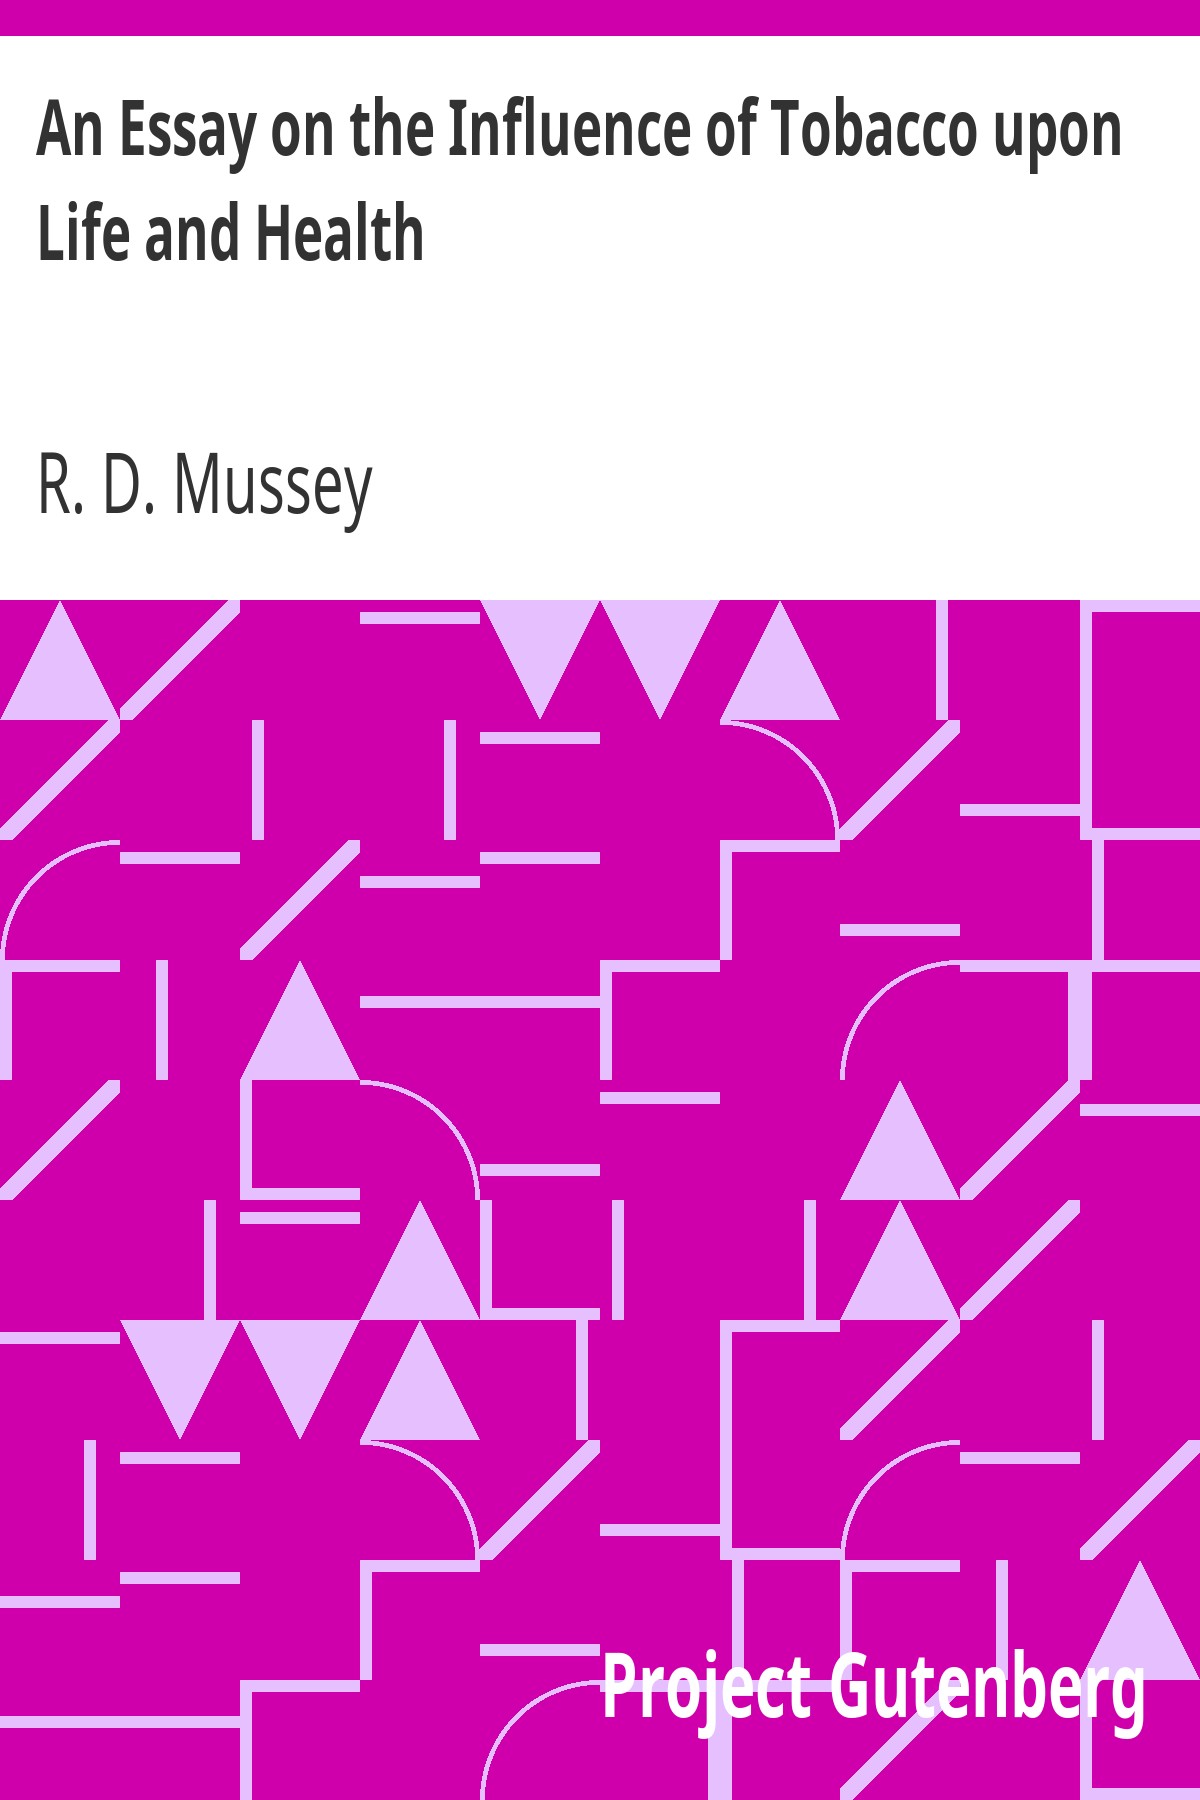 An Essay on the Influence of Tobacco upon
Life and Health
R. D. Mussey
Project Gutenberg